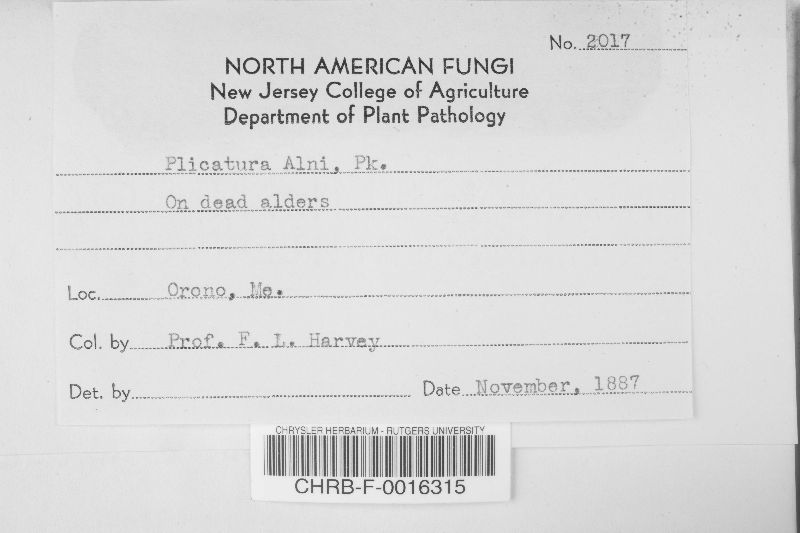 No. 2017
NORTH AMERICAN FUNGI
New Jersey College of Agriculture
Department of Plant Pathology
Plicatura Alni, Pk.
On dead alders
Loc. Orono, Me.
Col. by Prof. F. L. Harvey
Det. by
Date November, 1887
CHRYSLER HERBARIUM - RUTGERS UNIVERSITY
CHRB-F-0016315